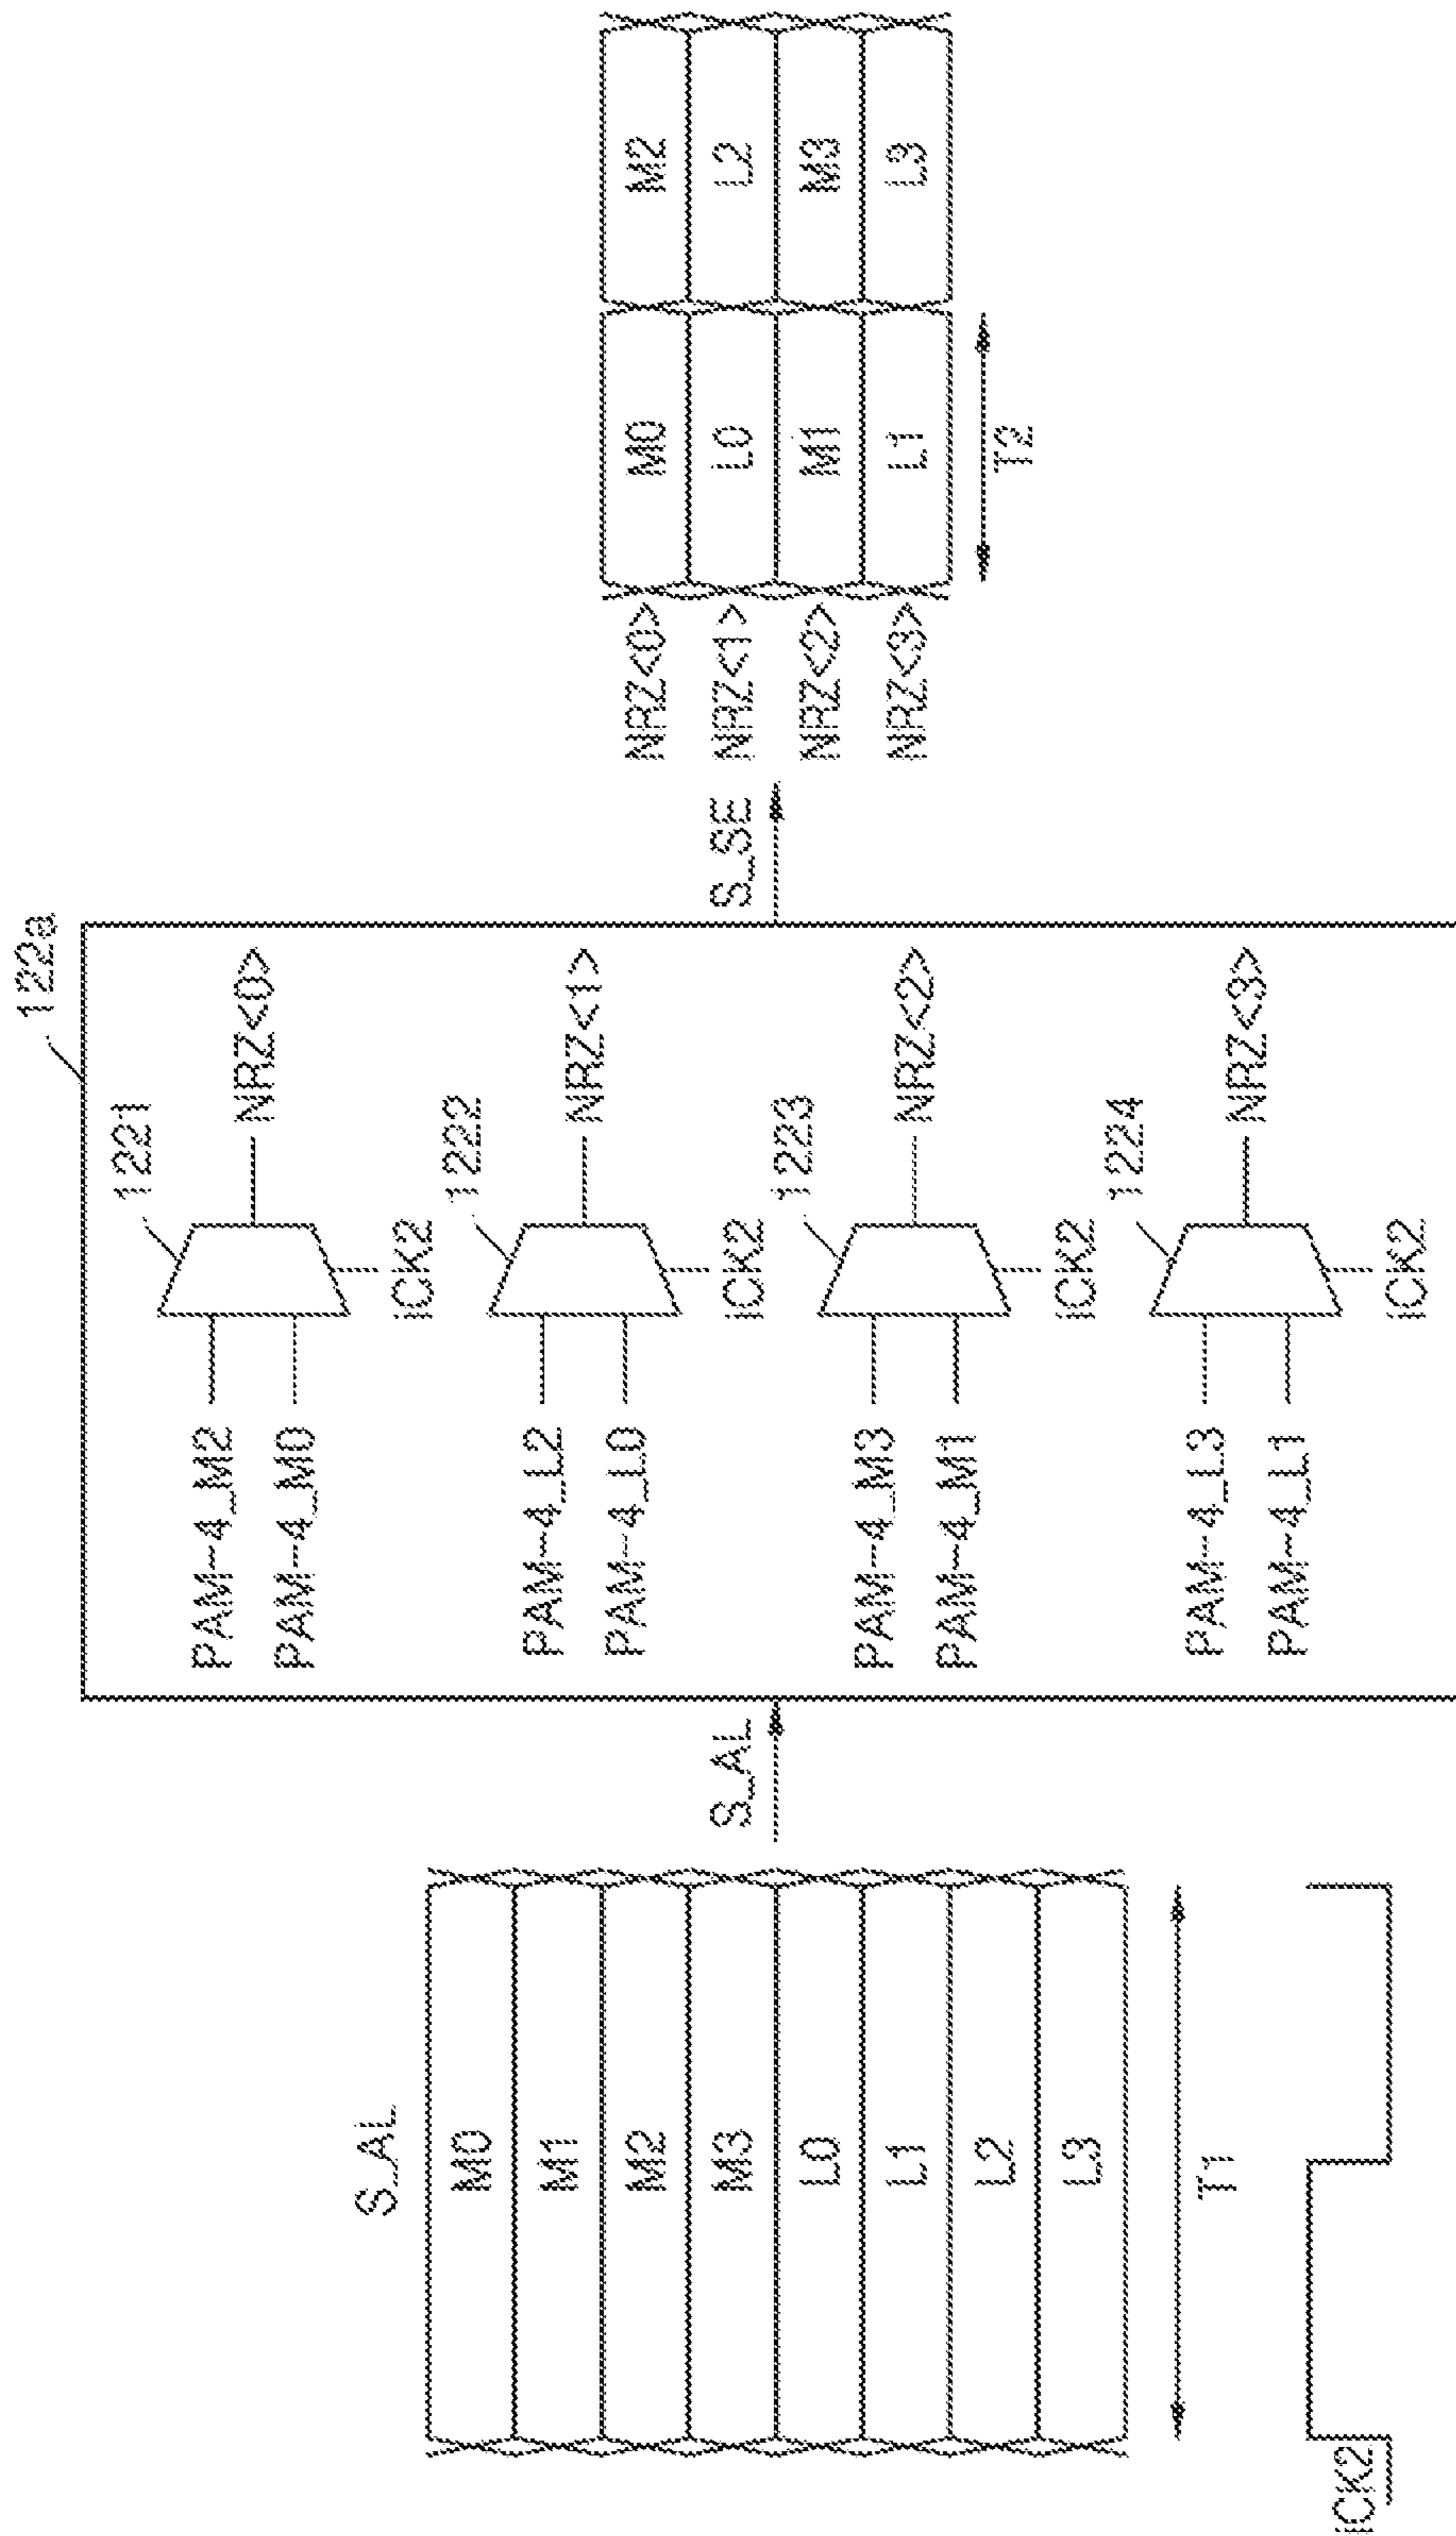 S_AL
M0
M1
M2
M3
L0
L1
L2
L3
T1
iCK2
S_AL
122a
1221
PAM-4_M2
PAM-4_M0
NRZ<0>
iCK2
1222
PAM-4_L2
PAM-4_L0
NRZ<1>
iCK2
1223
PAM-4_M3
PAM-4_M1
NRZ<2>
iCK2
1224
PAM-4_L3
PAM-4_L1
NRZ<3>
iCK2
S_SE
NRZ<0> M0 M2
NRZ<1> L0 L2
NRZ<2> M1 M3
NRZ<3> L1 L3
T2